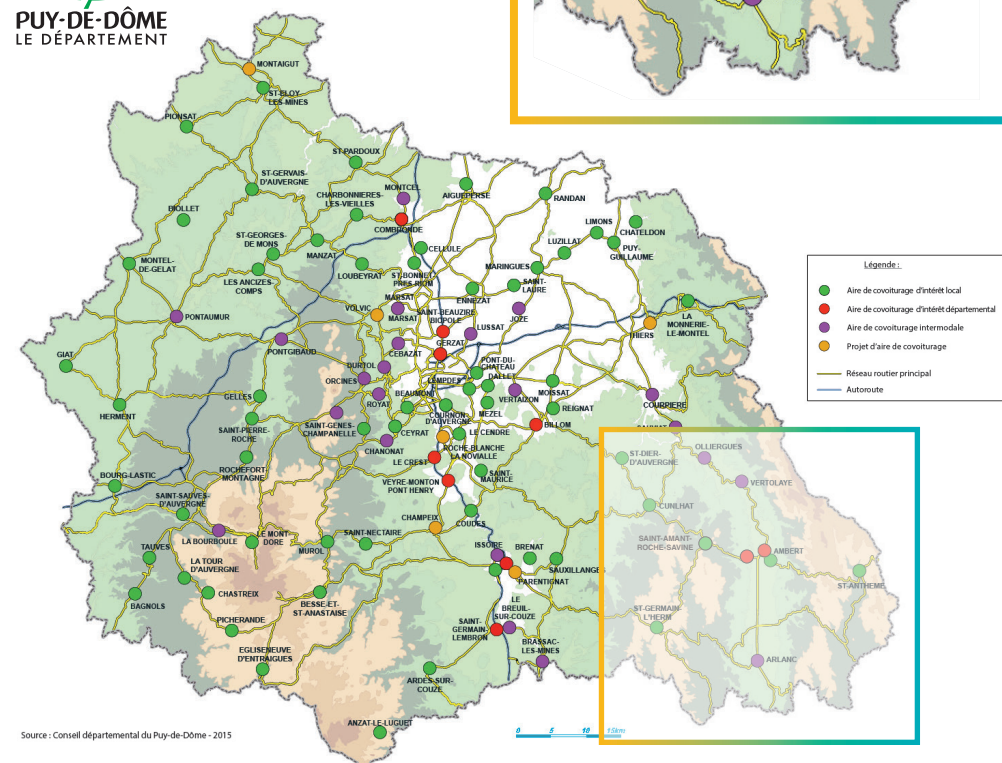 PUY-DE-DÔME
LE DÉPARTEMENT
MONTAIGUT
ST-ELOY
LES-MINES
PIONSAT
ST-PARDOUX
ST-GERVAIS-
D'AUVERGNE
CHARBONNIERES-
LES-VIEILLES
MONTCEL
AIGUEPERSE
RANDAN
BIOLLET
COMBRONDE
LIMONS
CHATELDON
ST-GEORGES-
DE MONS
MANZAT
CELLULE
LUZILLAT
PUY-
GUILLAUME
MONTEL-
DE-GELAT
LES ANCIZES-
COMPS
LOUBEYRAT
ST-BONNET-
PRES-RIOM
MARINGUES
SAINT-
LAURE
ENNEZAT
MARSAT
VOLVIC
MARSAT
SAINT-BEAUZIRE
BIOPOLE
JOZE
LUSSAT
PONTAUMUR
THIERS
LA
MONNERIE-
LE-MONTEL
PONTGIBAUD
CEBAZAT
GERZAT
GIAT
DURTOL
ORCINES
PONT-DU-
CHATEAU
DALLET
LEMPDES
MOISSAT
VERTAIZON
COURPIERE
HERMENT
GELLES
ROYAT
BEAUMONT
COURNON-
D'AUVERGNE
MEZEL
REIGNAT
SAINT-PIERRE-
ROCHE
SAINT-GENES-
CHAMPANELLE
CEYRAT
LE CENDRE
BILLOM
CHANONAT
ROCHE-BLANCHE
LA NOVIALLE
LE CREST
ROCHEFORT-
MONTAGNE
VEYRE-MONTON
PONT HENRY
SAINT-
MAURICE
BOURG-LASTIC
SAINT-SAUVES-
D'AUVERGNE
CHAMPEIX
COUDES
LA BOURBOULE
LE MONT-
DORE
MUROL
SAINT-NECTAIRE
ISSOIRE
BRENAT
SAUXILLANGES
PARENTIGNAT
TAUVES
LA TOUR
D'AUVERGNE
BAGNOLS
CHASTREIX
BESSE-ET-
ST-ANASTAISE
PICHERANDE
LE
BREUIL-
SUR-COUZE
SAINT-
GERMAIN-
LEMBRON
BRASSAC-
LES-MINES
EGLISENEUVE
D'ENTRAIGUES
ARDES-SUR-
COUZE
ANZAT-LE-LUGUET
ST-DIER-
D'AUVERGNE
OLLIERGUES
VERTOLAYE
CUNLHAT
SAINT-AMANT-
ROCHE-SAVINE
AMBERT
ST-ANTHEME
ST-GERMAIN-
L'HERM
ARLANC
Légende :
Aire de covoiturage d'intérêt local
Aire de covoiturage d'intérêt départemental
Aire de covoiturage intermodale
Projet d'aire de covoiturage
Réseau routier principal
Autoroute
0 5 10 15km
Source : Conseil départemental du Puy-de-Dôme - 2015